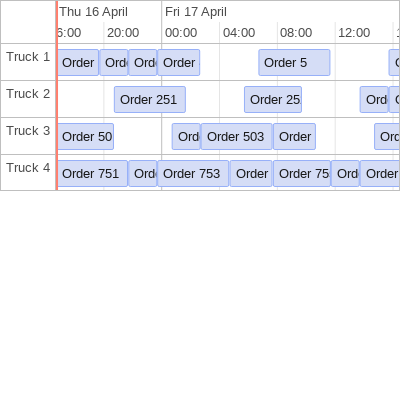 Thu 16 April Fri 17 April
6:00 20:00 00:00 04:00 08:00 12:00
Truck 1 Order Ord Ord Order Order 5
Truck 2 Order 251 Order 25 Ord
Truck 3 Order 50 Ord Order 503 Order Ord
Truck 4 Order 751 Ord Order 753 Order Order 75 Ord Order